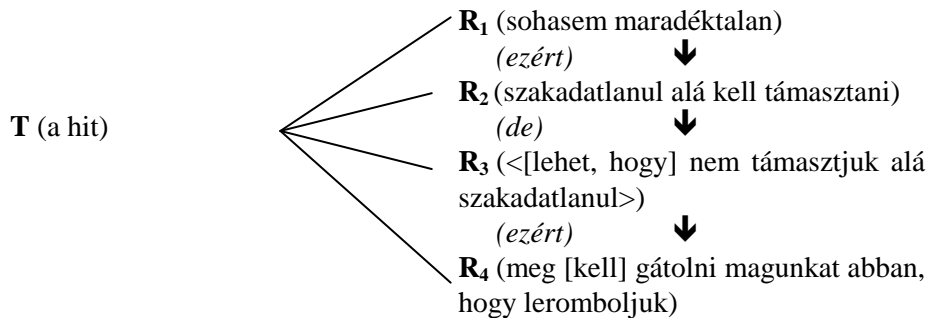 R₁ (sohasem maradéktalan)
(ezért) 🡻
R₂ (szakadatlanul alá kell támasztani)
T (a hit)
(de) 🡻
R₃ (<[lehet, hogy] nem támasztjuk alá
szakadatlanul>)
(ezért) 🡻
R₄ (meg [kell] gátolni magunkat abban,
hogy leromboljuk)